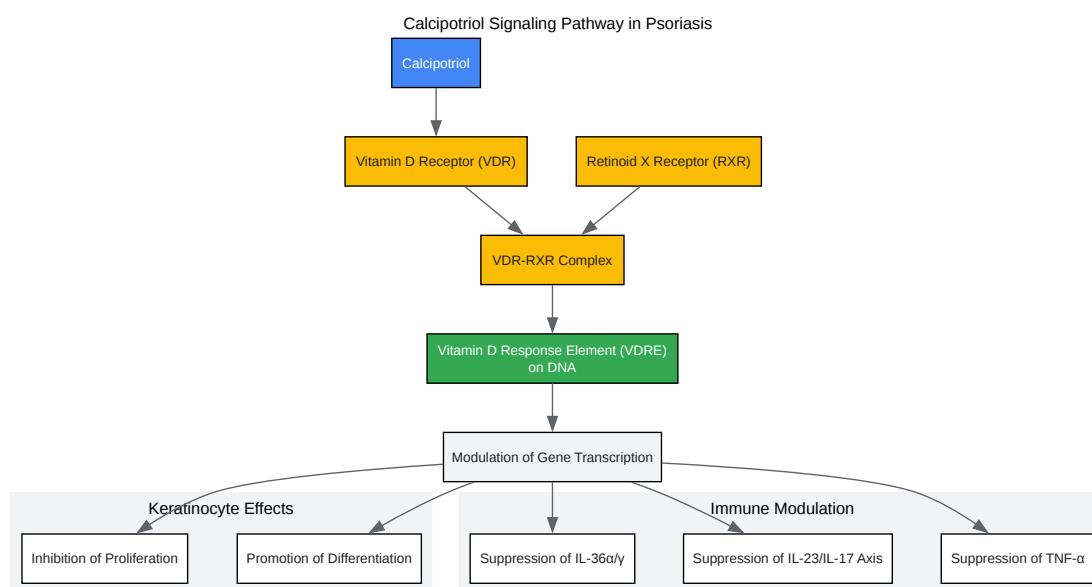 Calcipotriol Signaling Pathway in Psoriasis
Calcipotriol
Vitamin D Receptor (VDR)
Retinoid X Receptor (RXR)
VDR-RXR Complex
Vitamin D Response Element (VDRE)
on DNA
Modulation of Gene Transcription
Keratinocyte Effects
Immune Modulation
Inhibition of Proliferation
Promotion of Differentiation
Suppression of IL-36α/γ
Suppression of IL-23/IL-17 Axis
Suppression of TNF-α